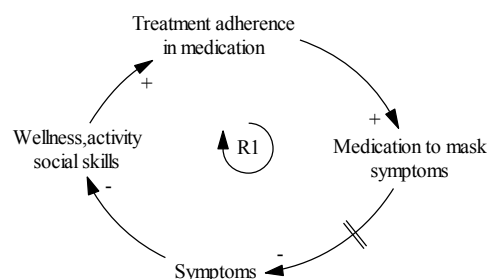 Treatment adherence
in medication
+
+
Wellness,activity
social skills
R1
Medication to mask
symptoms
-
-
Symptoms